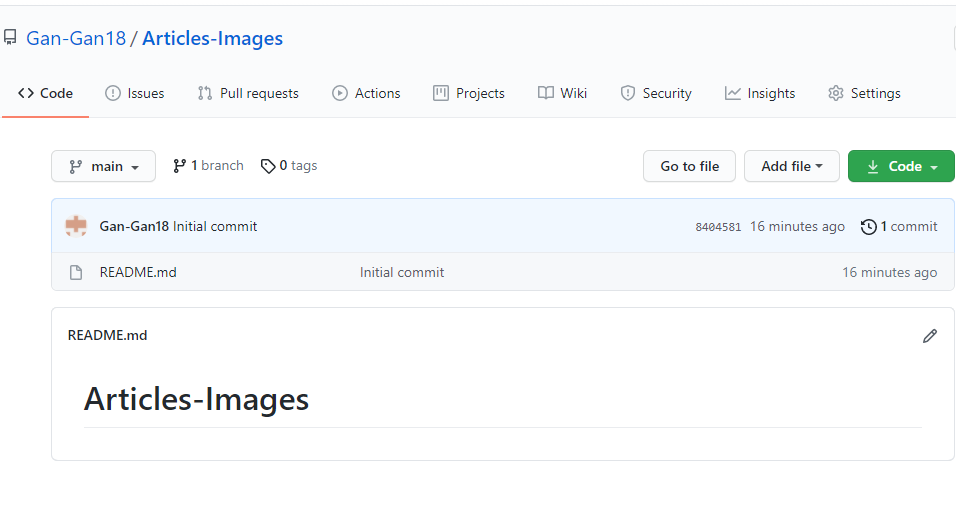 Gan-Gan18 / Articles-Images
Code Issues Pull requests Actions Projects Wiki Security Insights Settings
main 1 branch 0 tags Go to file Add file Code
Gan-Gan18 Initial commit 8404581 16 minutes ago 1 commit
README.md Initial commit 16 minutes ago
README.md
Articles-Images